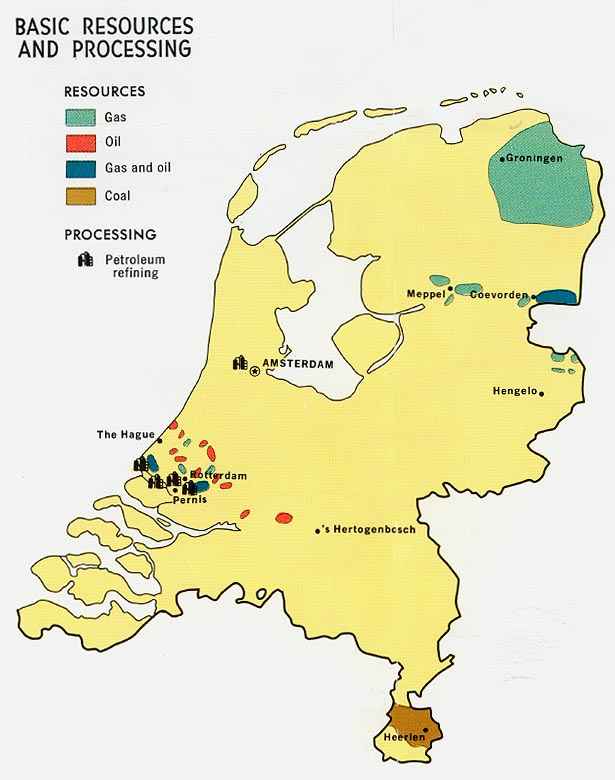 BASIC RESOURCES
AND PROCESSING
RESOURCES
Gas
Oil
Gas and oil
Coal
PROCESSING
Petroleum
refining
Groningen
Meppel
Coevorden
AMSTERDAM
Hengelo
The Hague
Rotterdam
Pernis
's Hertogenbosch
Heerlen